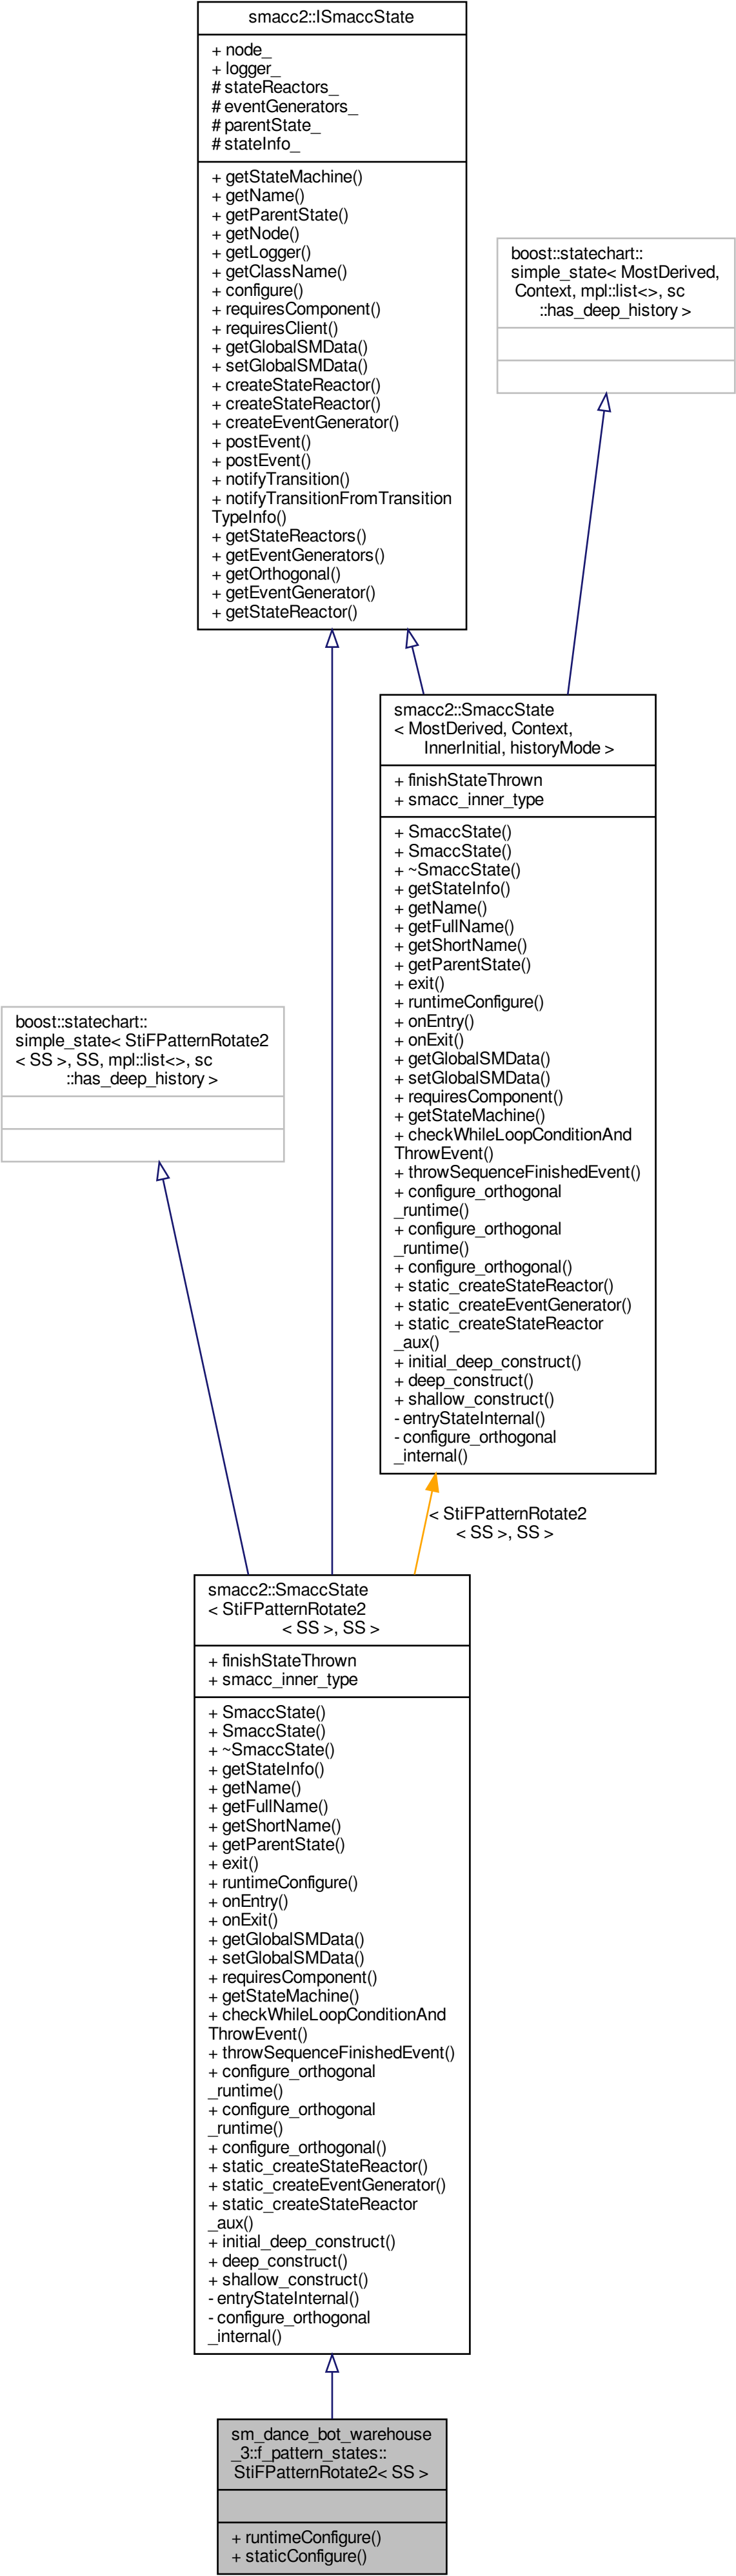 smacc2::ISmaccState
+ node_
+ logger_
# stateReactors_
# eventGenerators_
# parentState_
# stateInfo_
+ getStateMachine()
+ getName()
+ getParentState()
+ getNode()
+ getLogger()
+ getClassName()
+ configure()
+ requiresComponent()
+ requiresClient()
+ getGlobalSMData()
+ setGlobalSMData()
+ createStateReactor()
+ createStateReactor()
+ createEventGenerator()
+ postEvent()
+ postEvent()
+ notifyTransition()
+ notifyTransitionFromTransition
TypeInfo()
+ getStateReactors()
+ getEventGenerators()
+ getOrthogonal()
+ getEventGenerator()
+ getStateReactor()
boost::statechart::
simple_state< MostDerived,
Context, mpl::list<>, sc
::has_deep_history >
smacc2::SmaccState
< MostDerived, Context,
InnerInitial, historyMode >
+ finishStateThrown
+ smacc_inner_type
+ SmaccState()
+ SmaccState()
+ ~SmaccState()
+ getStateInfo()
+ getName()
+ getFullName()
+ getShortName()
+ getParentState()
+ exit()
+ runtimeConfigure()
+ onEntry()
+ onExit()
+ getGlobalSMData()
+ setGlobalSMData()
+ requiresComponent()
+ getStateMachine()
+ checkWhileLoopConditionAnd
ThrowEvent()
+ throwSequenceFinishedEvent()
+ configure_orthogonal
_runtime()
+ configure_orthogonal
_runtime()
+ configure_orthogonal()
+ static_createStateReactor()
+ static_createEventGenerator()
+ static_createStateReactor
_aux()
+ initial_deep_construct()
+ deep_construct()
+ shallow_construct()
- entryStateInternal()
- configure_orthogonal
_internal()
boost::statechart::
simple_state< StiFPatternRotate2
< SS >, SS, mpl::list<>, sc
::has_deep_history >
< StiFPatternRotate2
< SS >, SS >
smacc2::SmaccState
< StiFPatternRotate2
< SS >, SS >
+ finishStateThrown
+ smacc_inner_type
+ SmaccState()
+ SmaccState()
+ ~SmaccState()
+ getStateInfo()
+ getName()
+ getFullName()
+ getShortName()
+ getParentState()
+ exit()
+ runtimeConfigure()
+ onEntry()
+ onExit()
+ getGlobalSMData()
+ setGlobalSMData()
+ requiresComponent()
+ getStateMachine()
+ checkWhileLoopConditionAnd
ThrowEvent()
+ throwSequenceFinishedEvent()
+ configure_orthogonal
_runtime()
+ configure_orthogonal
_runtime()
+ configure_orthogonal()
+ static_createStateReactor()
+ static_createEventGenerator()
+ static_createStateReactor
_aux()
+ initial_deep_construct()
+ deep_construct()
+ shallow_construct()
- entryStateInternal()
- configure_orthogonal
_internal()
sm_dance_bot_warehouse
_3::f_pattern_states::
StiFPatternRotate2< SS >
+ runtimeConfigure()
+ staticConfigure()